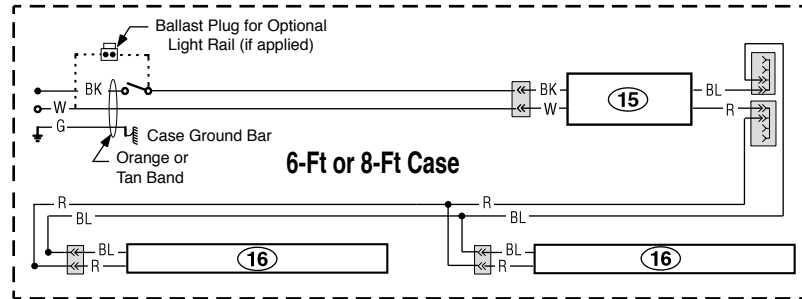 Ballast Plug for Optional
Light Rail (if applied)
BK
BK
BL
W
W
15
R
G
Case Ground Bar
Orange or
Tan Band
6-Ft or 8-Ft Case
R
R
BL
BL
BL
16
R
BL
16
R